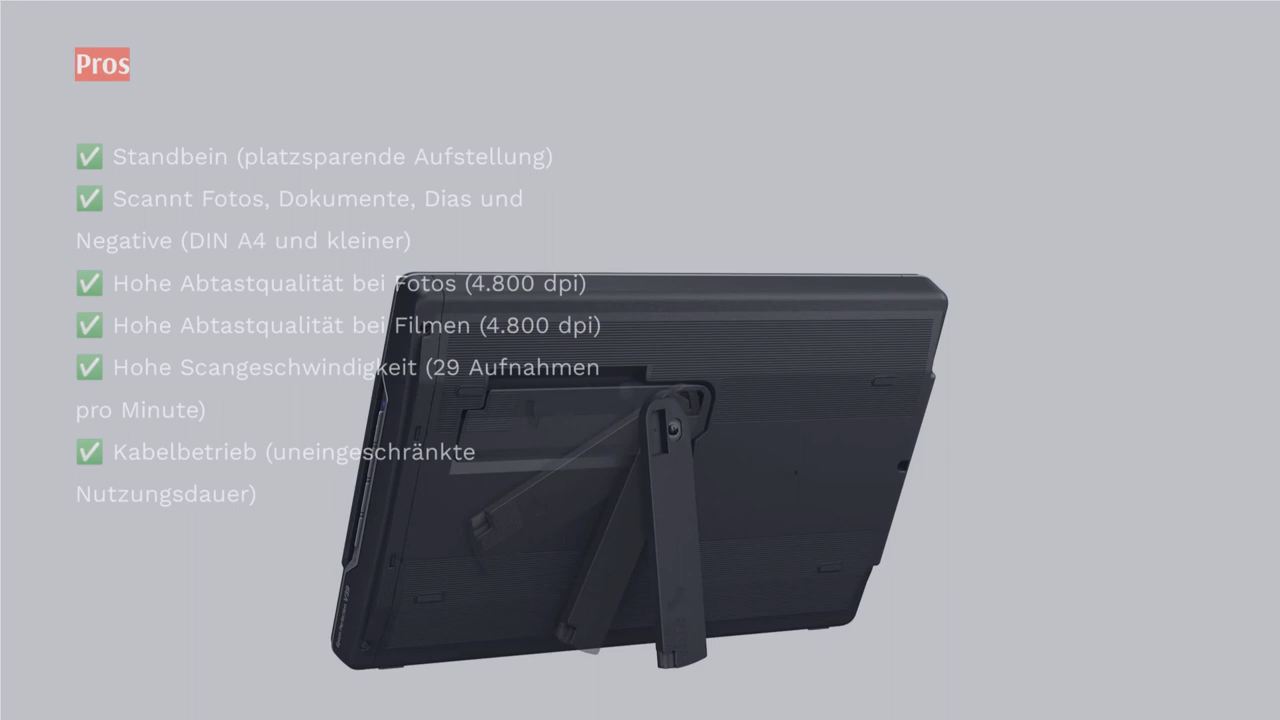 Pros
✅ Standbein (platzsparende Aufstellung)
✅ Scannt Fotos, Dokumente, Dias und
Negative (DIN A4 und kleiner)
✅ Hohe Abtastqualität bei Fotos (4.800 dpi)
✅ Hohe Abtastqualität bei Filmen (4.800 dpi)
✅ Hohe Scangeschwindigkeit (29 Aufnahmen
pro Minute)
✅ Kabelbetrieb (uneingeschränkte
Nutzungsdauer)